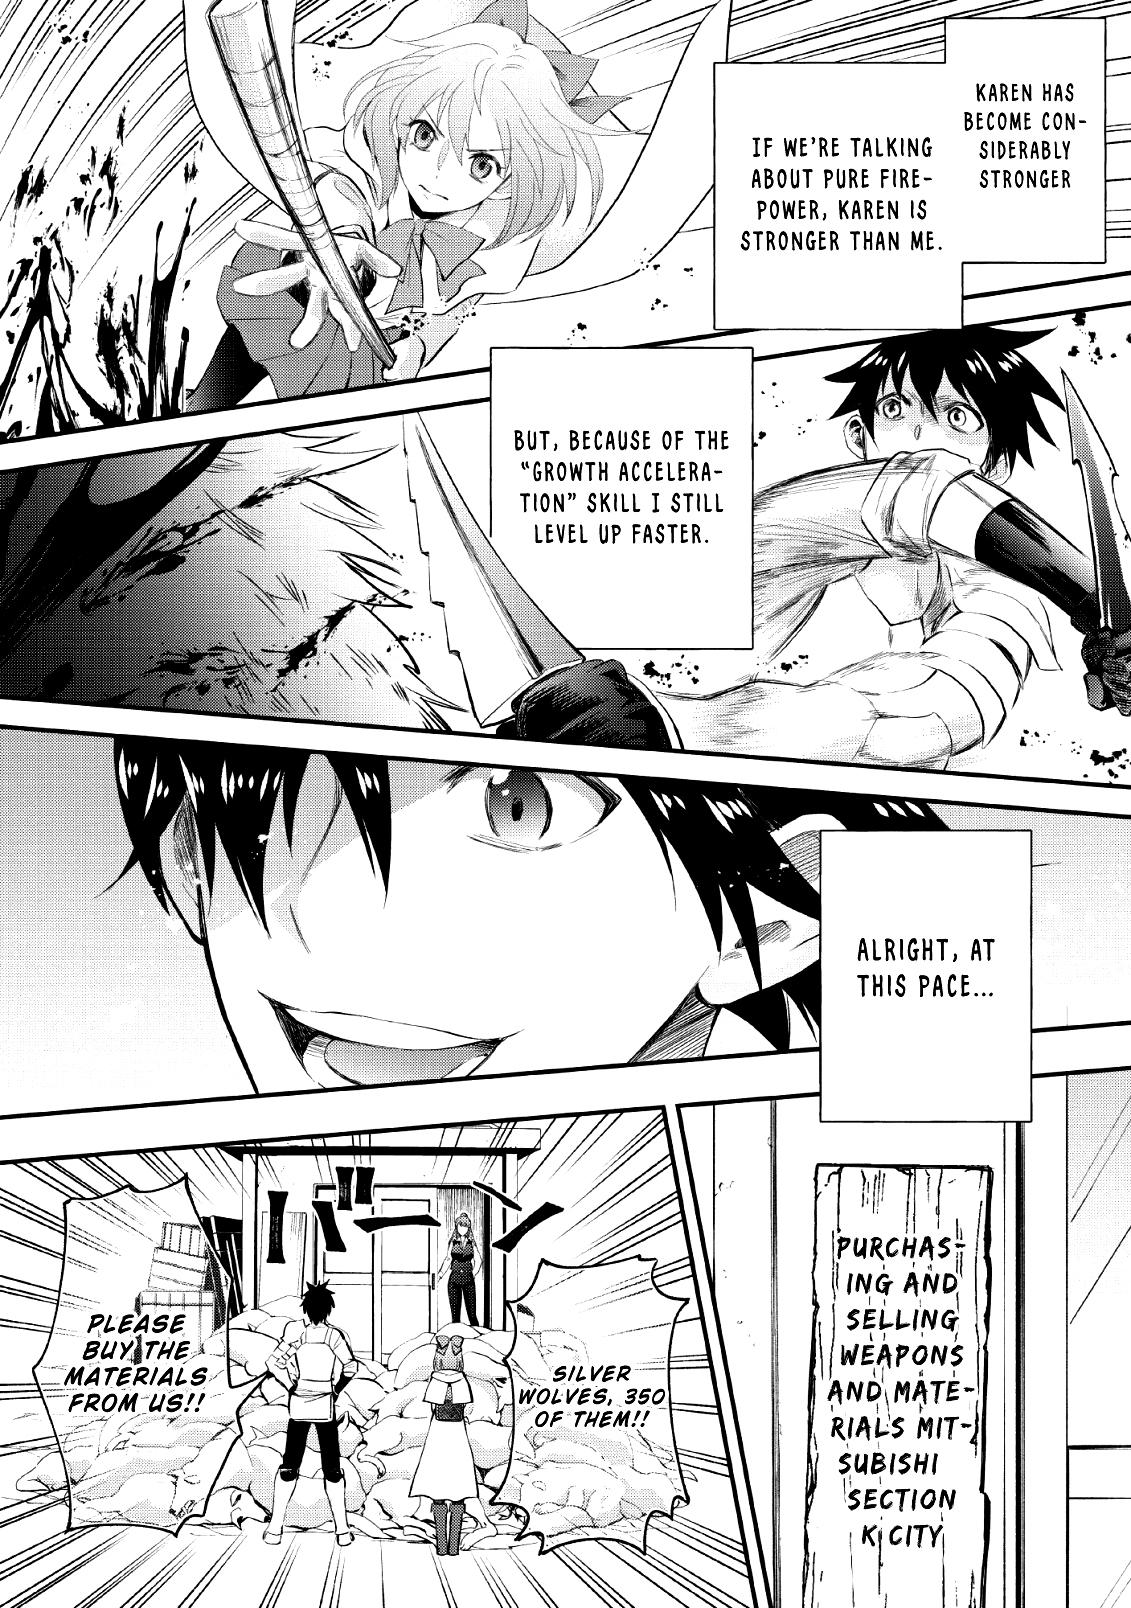 KAREN HAS
BECOME CON-
SIDERABLY
STRONGER
IF WE'RE TALKING
ABOUT PURE FIRE-
POWER, KAREN IS
STRONGER THAN ME.
BUT, BECAUSE OF THE
"GROWTH ACCELERA-
TION" SKILL I STILL
LEVEL UP FASTER.
ALRIGHT, AT
THIS PACE...
PURCHAS-
ING AND
SELLING
WEAPONS
AND MATE-
RIALS MIT-
SUBISHI
SECTION
K CITY
バーン
SILVER
WOLVES, 350
OF THEM!!
PLEASE
BUY THE
MATERIALS
FROM US!!